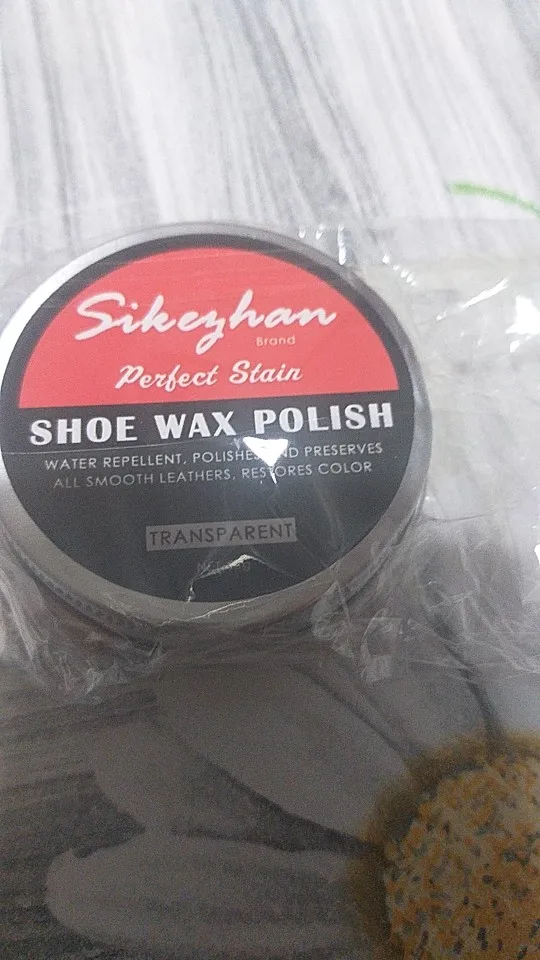 Sikezhan
Brand
Perfect Stain
SHOE WAX POLISH
WATER REPELLENT, POLISHES AND PRESERVES
ALL SMOOTH LEATHERS, RESTORES COLOR
TRANSPARENT